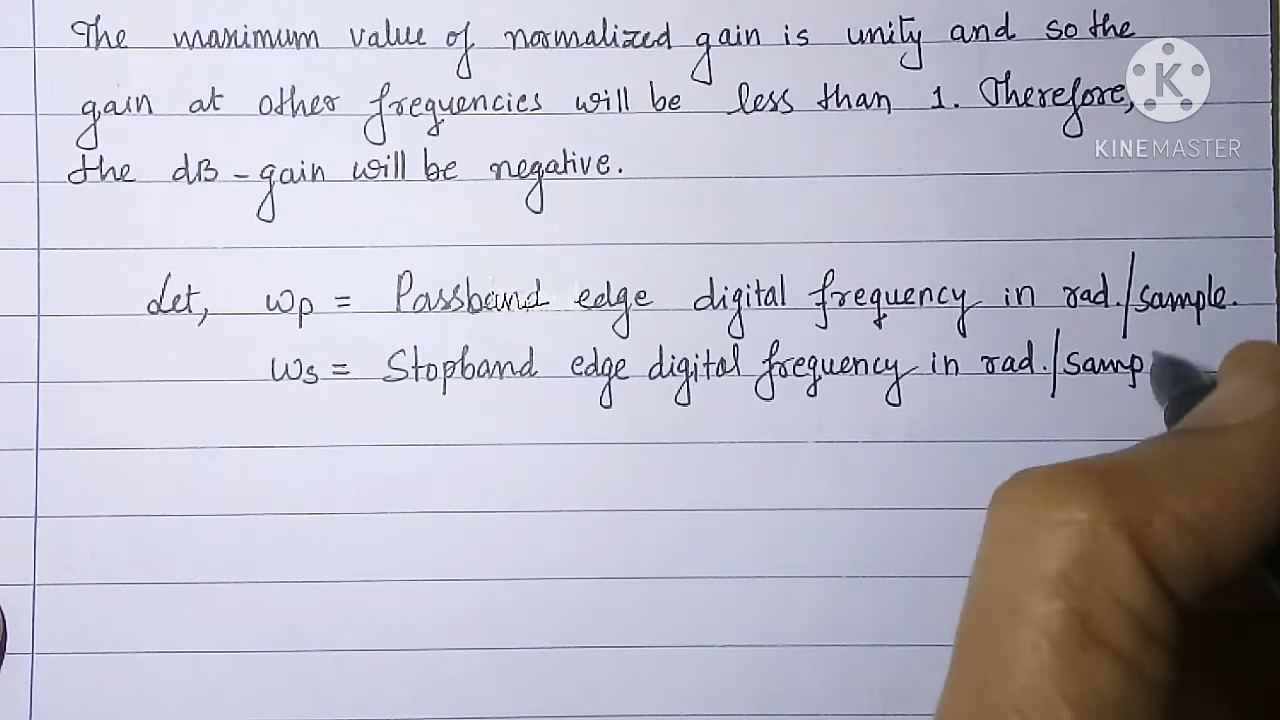 The maximum value of normalized gain is unity and so the
gain at other frequencies will be less than 1. Therefore,
the dB-gain will be negative.
Let, ωp = Passband edge digital frequency in rad./sample.
ωs = Stopband edge digital frequency in rad./samp
K
KINEMASTER